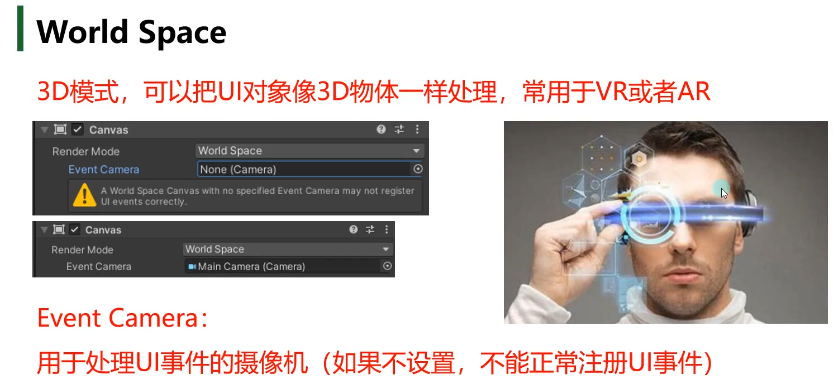 World Space
3D模式，可以把UI对象像3D物体一样处理，常用于VR或者AR
Canvas
Render Mode World Space
Event Camera None (Camera)
A World Space Canvas with no specified Event Camera may not register
UI events correctly.
Canvas
Render Mode World Space
Event Camera Main Camera (Camera)
Event Camera：
用于处理UI事件的摄像机（如果不设置，不能正常注册UI事件）